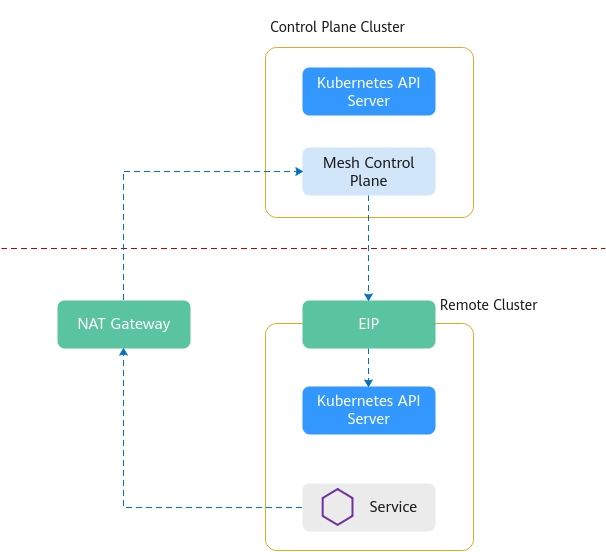 Control Plane Cluster
Kubernetes API
Server
Mesh Control
Plane
NAT Gateway
EIP
Remote Cluster
Kubernetes API
Server
Service